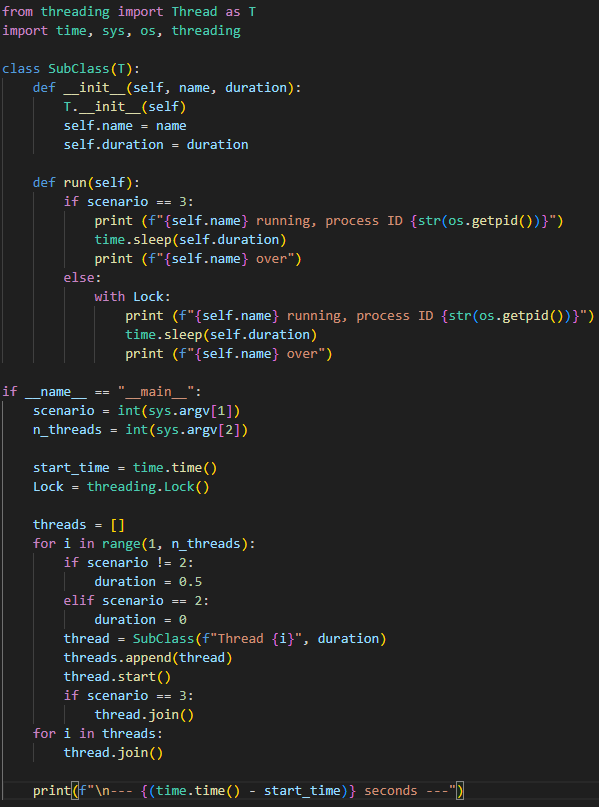 from threading import Thread as T
import time, sys, os, threading

class SubClass(T):
    def __init__(self, name, duration):
        T.__init__(self)
        self.name = name
        self.duration = duration

    def run(self):
        if scenario == 3:
            print (f"{self.name} running, process ID {str(os.getpid())}")
            time.sleep(self.duration)
            print (f"{self.name} over")
        else:
            with Lock:
                print (f"{self.name} running, process ID {str(os.getpid())}")
                time.sleep(self.duration)
                print (f"{self.name} over")

if __name__ == "__main__":
    scenario = int(sys.argv[1])
    n_threads = int(sys.argv[2])

    start_time = time.time()
    Lock = threading.Lock()

    threads = []
    for i in range(1, n_threads):
        if scenario != 2:
            duration = 0.5
        elif scenario == 2:
            duration = 0
        thread = SubClass(f"Thread {i}", duration)
        threads.append(thread)
        thread.start()
        if scenario == 3:
            thread.join()
    for i in threads:
        thread.join()

    print(f"\n--- {(time.time() - start_time)} seconds ---")